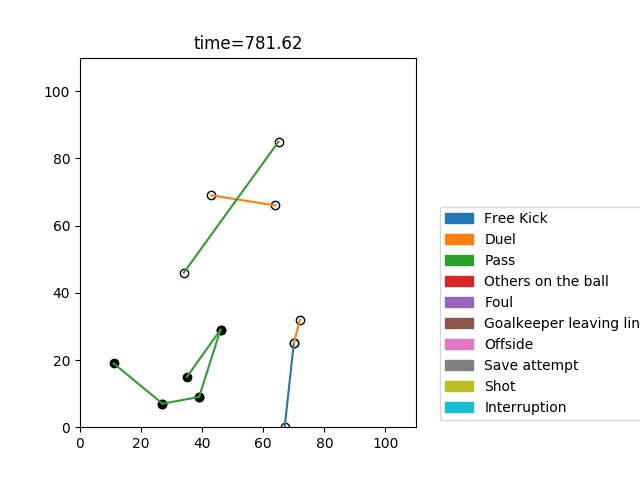 time=781.62
100
80
60
40
20
0
0 20 40 60 80 100
Free Kick
Duel
Pass
Others on the ball
Foul
Goalkeeper leaving lin
Offside
Save attempt
Shot
Interruption